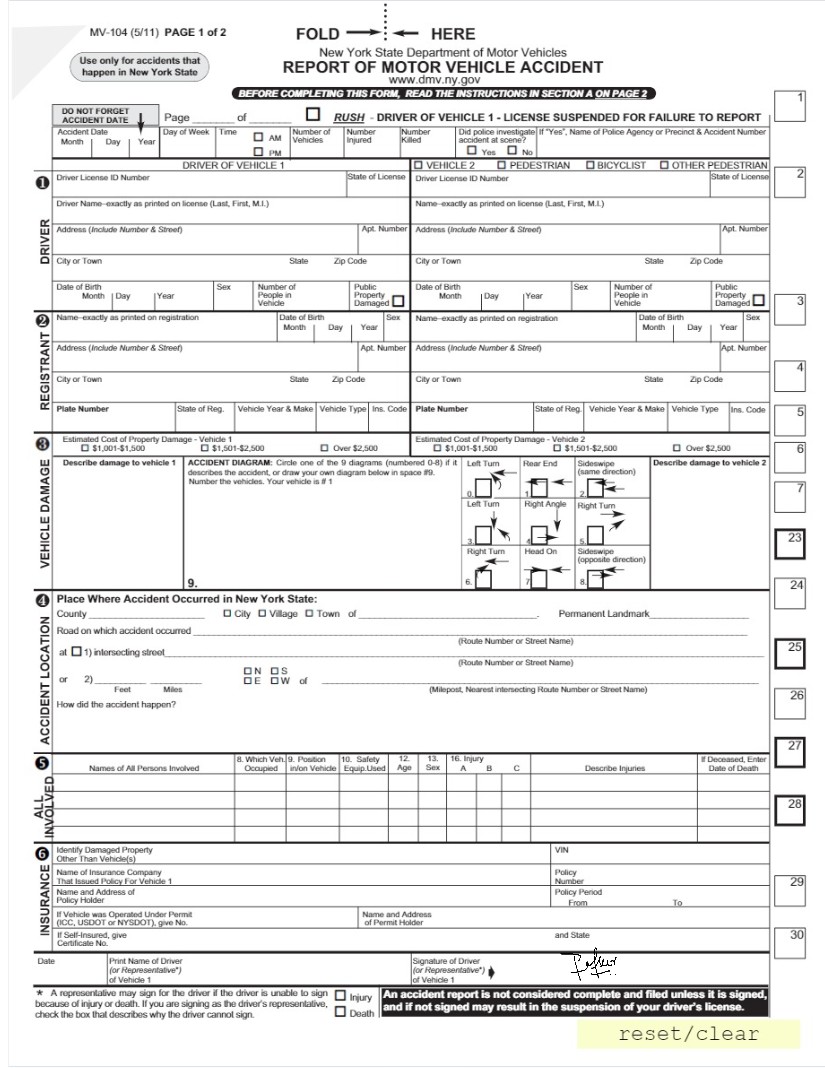 MV-104 (5/11) PAGE 1 of 2
FOLD HERE
Use only for accidents that
happen in New York State
New York State Department of Motor Vehicles
REPORT OF MOTOR VEHICLE ACCIDENT
www.dmv.ny.gov
BEFORE COMPLETING THIS FORM, READ THE INSTRUCTIONS IN SECTION A ON PAGE 2
1
DO NOT FORGET
ACCIDENT DATE
Page ______ of ______ RUSH - DRIVER OF VEHICLE 1 - LICENSE SUSPENDED FOR FAILURE TO REPORT
Accident Date
Month Day Year
Day of Week
Time
AM
PM
Number of
Vehicles
Number
Injured
Number
Killed
Did police investigate
accident at scene?
Yes No
If "Yes", Name of Police Agency or Precinct & Accident Number
DRIVER OF VEHICLE 1
VEHICLE 2 PEDESTRIAN BICYCLIST OTHER PEDESTRIAN
2
1
DRIVER
Driver License ID Number State of License
Driver License ID Number State of License
Driver Name–exactly as printed on license (Last, First, M.I.)
Name–exactly as printed on license (Last, First, M.I.)
Address (Include Number & Street) Apt. Number
Address (Include Number & Street) Apt. Number
City or Town State Zip Code
City or Town State Zip Code
Date of Birth
Month Day Year
Sex
Number of
People in
Vehicle
Public
Property
Damaged
Date of Birth
Month Day Year
Sex
Number of
People in
Vehicle
Public
Property
Damaged
3
2
REGISTRANT
Name–exactly as printed on registration
Date of Birth
Month Day Year
Sex
Name–exactly as printed on registration
Date of Birth
Month Day Year
Sex
Address (Include Number & Street) Apt. Number
Address (Include Number & Street) Apt. Number
4
City or Town State Zip Code
City or Town State Zip Code
Plate Number State of Reg. Vehicle Year & Make Vehicle Type Ins. Code
Plate Number State of Reg. Vehicle Year & Make Vehicle Type Ins. Code
5
3
VEHICLE DAMAGE
Estimated Cost of Property Damage - Vehicle 1
$1,001-$1,500 $1,501-$2,500 Over $2,500
Estimated Cost of Property Damage - Vehicle 2
$1,001-$1,500 $1,501-$2,500 Over $2,500
6
Describe damage to vehicle 1
ACCIDENT DIAGRAM: Circle one of the 9 diagrams (numbered 0-8) if it
describes the accident, or draw your own diagram below in space #9.
Number the vehicles. Your vehicle is # 1
9.
Left Turn
0.
Rear End
1.
Sideswipe
(same direction)
2.
Left Turn
3.
Right Angle
4.
Right Turn
5.
Right Turn
6.
Head On
7.
Sideswipe
(opposite direction)
8.
Describe damage to vehicle 2
7
23
24
4
ACCIDENT LOCATION
Place Where Accident Occurred in New York State:
County ______ City Village Town of ______. Permanent Landmark______
Road on which accident occurred ______
(Route Number or Street Name)
at 1) intersecting street______
(Route Number or Street Name)
25
or 2) ______ ______ N S
E W of ______
Feet Miles (Milepost, Nearest intersecting Route Number or Street Name)
26
How did the accident happen?
27
5
ALL
INVOLVED
Names of All Persons Involved
8. Which Veh.
Occupied
9. Position
in/on Vehicle
10. Safety
Equip.Used
12.
Age
13.
Sex
16. Injury
A B C
Describe Injuries
If Deceased, Enter
Date of Death
28
6
INSURANCE
Identify Damaged Property
Other Than Vehicle(s)
VIN
Name of Insurance Company
That Issued Policy For Vehicle 1
Policy
Number
29
Name and Address of
Policy Holder
Policy Period
From To
If Vehicle was Operated Under Permit
(ICC, USDOT or NYSDOT), give No.
Name and Address
of Permit Holder
If Self-Insured, give
Certificate No.
and State
30
Date
Print Name of Driver
(or Representative*)
of Vehicle 1
Signature of Driver
(or Representative*)
of Vehicle 1
* A representative may sign for the driver if the driver is unable to sign
because of injury or death. If you are signing as the driver's representative,
check the box that describes why the driver cannot sign.
Injury
Death
An accident report is not considered complete and filed unless it is signed,
and if not signed may result in the suspension of your driver's license.
reset/clear